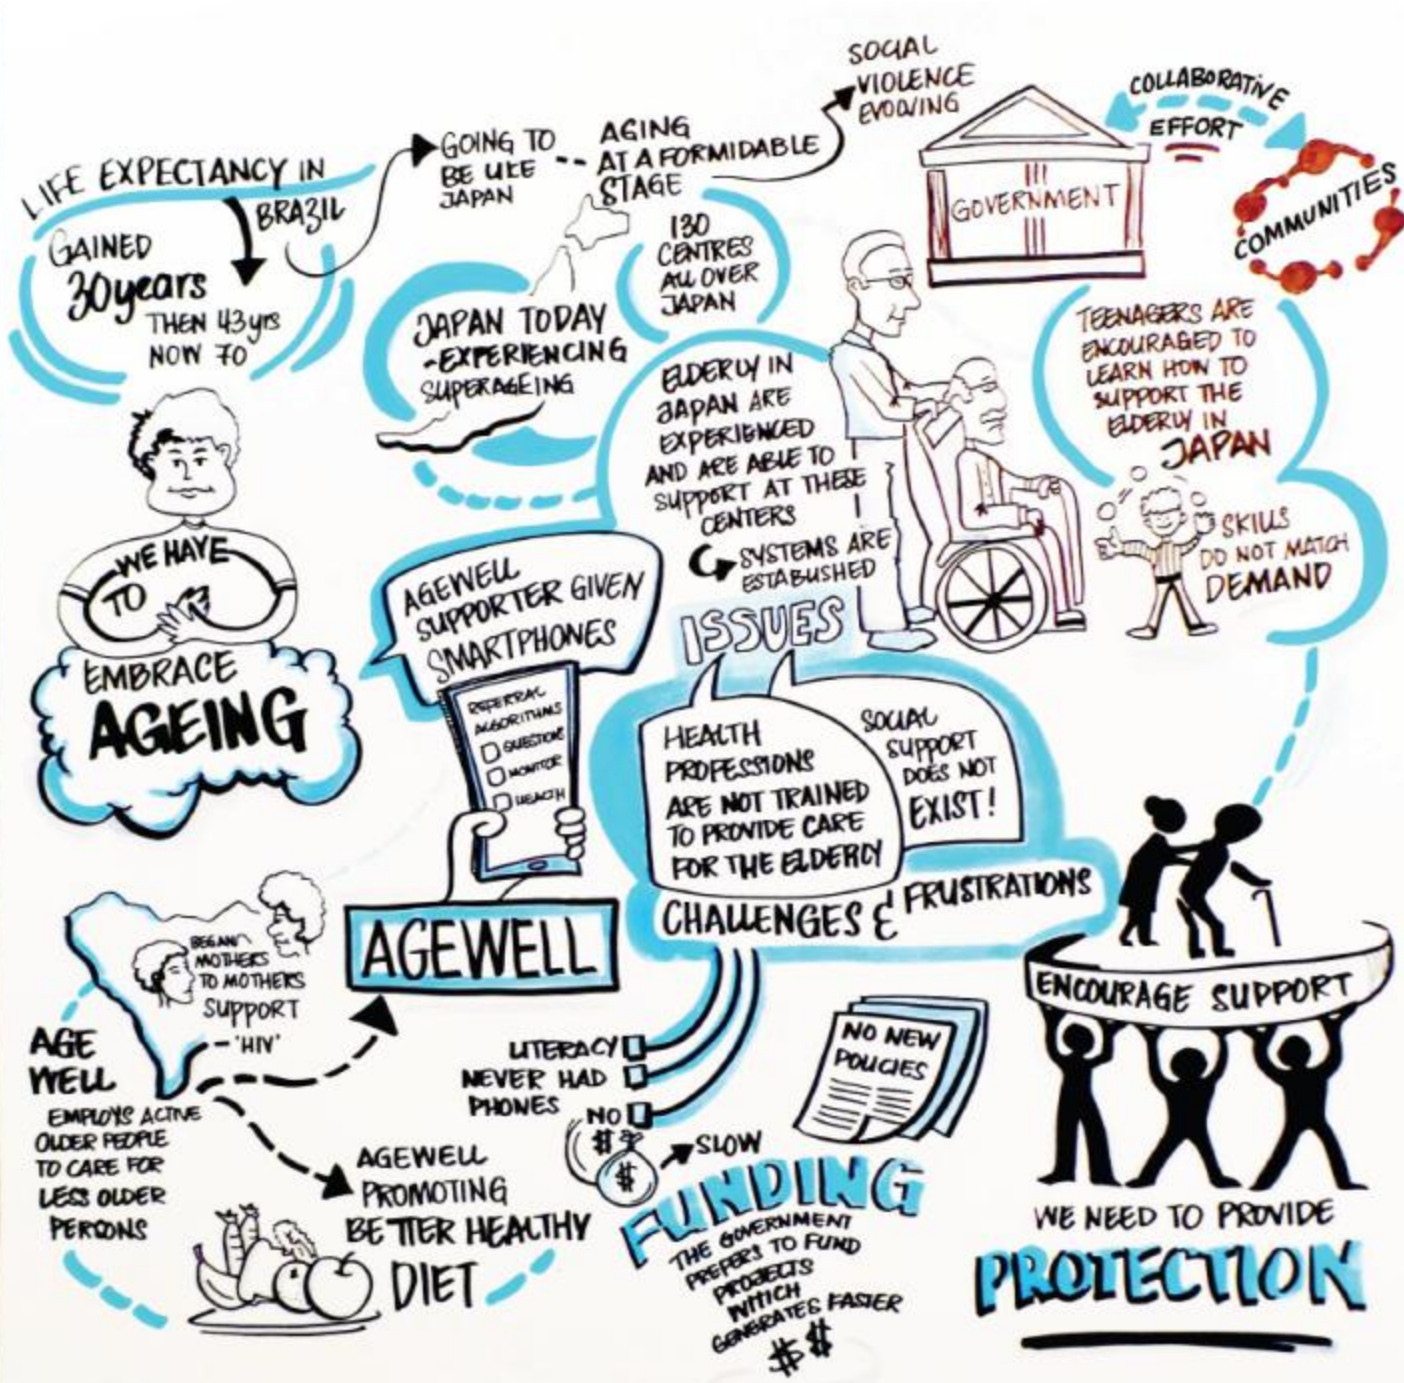 LIFE EXPECTANCY IN
BRAZIL
GAINED
30 years
THEN 43 yrs
NOW 70
GOING TO
BE LIKE
JAPAN
AGING
AT A FORMIDABLE
STAGE
SOCIAL
VIOLENCE
EVOLVING
GOVERNMENT
COLLABORATIVE
EFFORT
COMMUNITIES
130
CENTRES
ALL OVER
JAPAN
JAPAN TODAY
-EXPERIENCING
SUPERAGEING
ELDERLY IN
JAPAN ARE
EXPERIENCED
AND ARE ABLE TO
SUPPORT AT THESE
CENTERS
SYSTEMS ARE
ESTABLISHED
TEENAGERS ARE
ENCOURAGED TO
LEARN HOW TO
SUPPORT THE
ELDERLY IN
JAPAN
SKILLS
DO NOT MATCH
DEMAND
WE HAVE
TO
EMBRACE
AGEING
AGEWELL
SUPPORTER GIVEN
SMARTPHONES
REFERRAL
ALGORITHMS
QUESTIONS
MONITOR
HEALTH
AGEWELL
ISSUES
HEALTH
PROFESSIONS
ARE NOT TRAINED
TO PROVIDE CARE
FOR THE ELDERLY
SOCIAL
SUPPORT
DOES NOT
EXIST!
CHALLENGES & FRUSTRATIONS
BEGAN
MOTHERS
TO MOTHERS
SUPPORT
- 'HIV'
AGE
WELL
EMPLOYS ACTIVE
OLDER PEOPLE
TO CARE FOR
LESS OLDER
PERSONS
AGEWELL
PROMOTING
BETTER HEALTHY
DIET
LITERACY
NEVER HAD
PHONES
NO
$
$
SLOW
FUNDING
THE GOVERNMENT
PREFERS TO FUND
PROJECTS
WHICH
GENERATES FASTER
$$
NO NEW
POLICIES
ENCOURAGE SUPPORT
WE NEED TO PROVIDE
PROTECTION